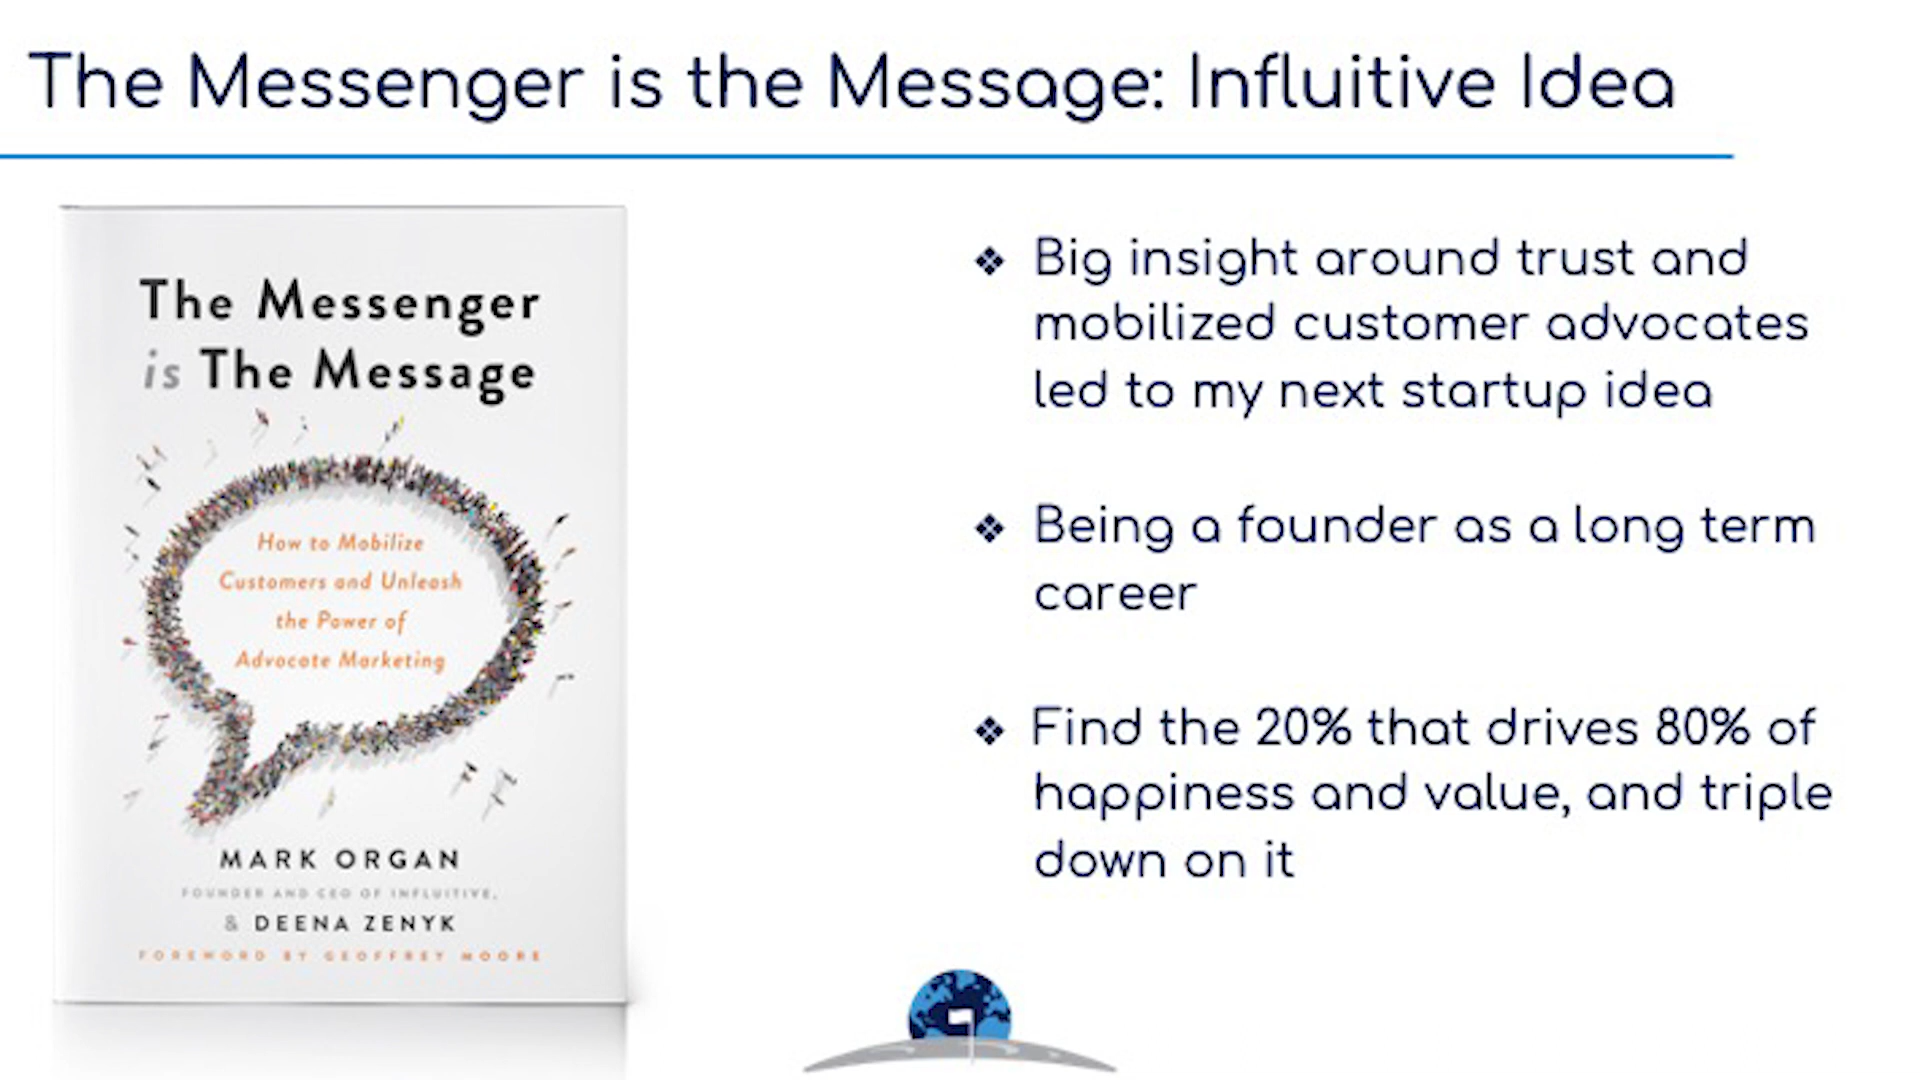 The Messenger is the Message: Influitive Idea
The Messenger
is The Message
How to Mobilize
Customers and Unleash
the Power of
Advocate Marketing
MARK ORGAN
FOUNDER AND CEO OF INFLUITIVE,
& DEENA ZENYK
FOREWORD BY GEOFFREY MOORE
❖ Big insight around trust and
mobilized customer advocates
led to my next startup idea
❖ Being a founder as a long term
career
❖ Find the 20% that drives 80% of
happiness and value, and triple
down on it